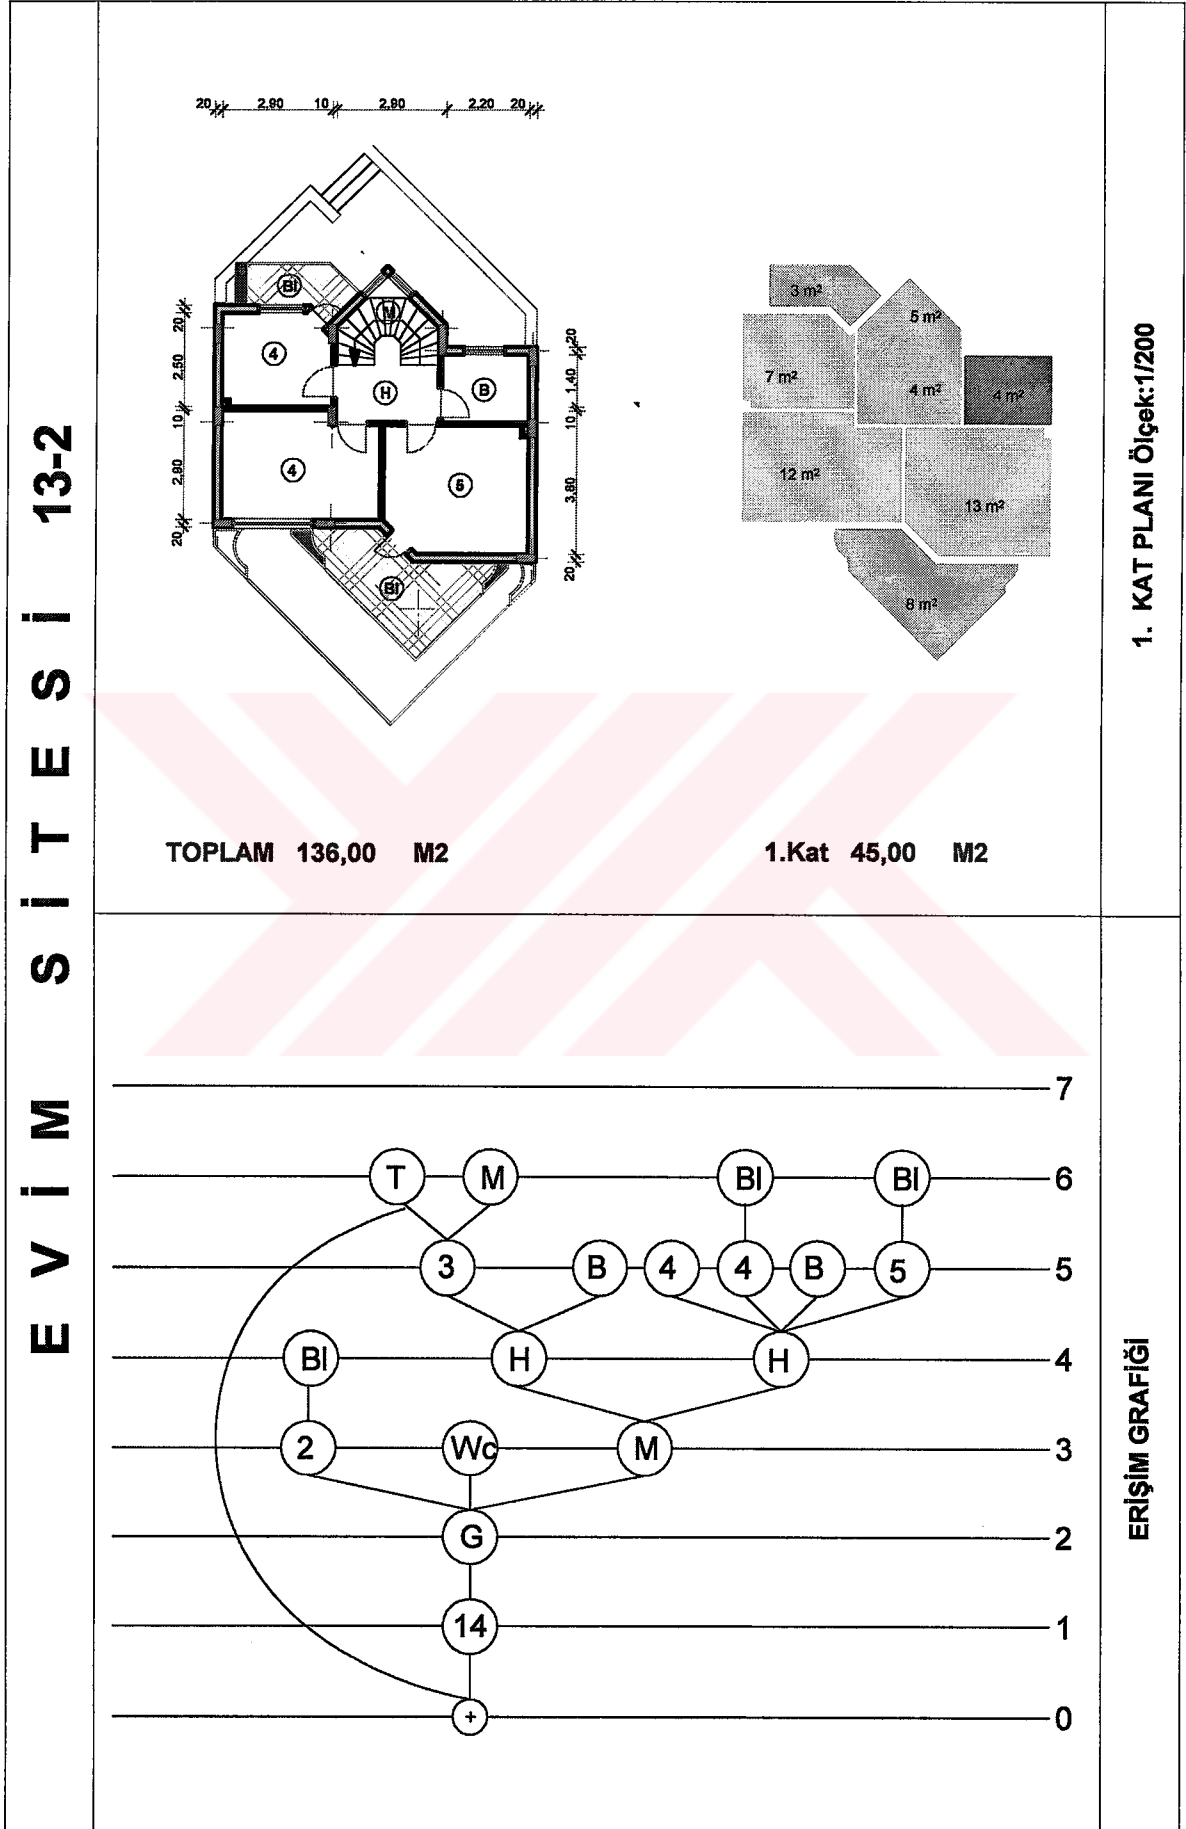 EVİM SİTESİ 13-2
20 2,90 10 2,90 2,20 20
20 2,50 10 2,90 20
20 1,40 10 3,80 20
Bl
M
4
H
B
4
5
Bl
3 m²
5 m²
7 m²
4 m²
4 m²
12 m²
13 m²
8 m²
TOPLAM 136,00 M2
1.Kat 45,00 M2
1. KAT PLANI Ölçek:1/200
7
T M Bl Bl 6
3 B 4 4 B 5 5
Bl H H 4
2 Wc M 3
G 2
14 1
+ 0
ERİŞİM GRAFİĞİ